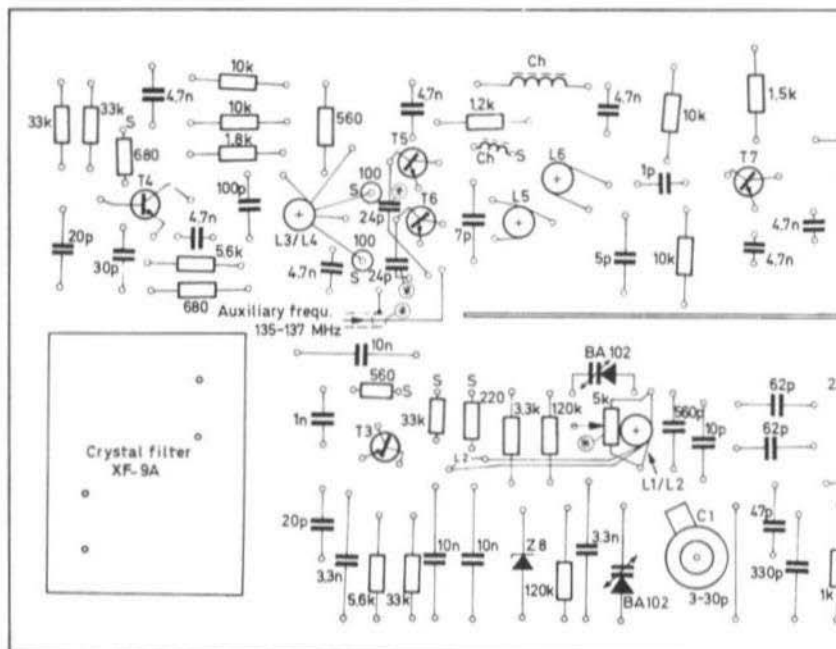 Ch
10k
4.7n
33k
33k
10k
560
4.7n
1.2k
4.7n
10k
1.5k
S
680
1.8k
T5
Ch
S
L6
T7
T4
100p
100
S
24p
T6
1p
L5
20p
4.7n
L3/L4
7p
4.7n
30p
5.6k
100
4.7n
S
24p
5p
10k
4.7n
680
Auxiliary frequ.
135-137 MHz
10n
BA 102
560
S
S
S
5k
62p
1n
33k
220
3.3k
120k
560p
10p
62p
T3
Crystal filter
XF-9A
L2
L1/L2
20p
C1
47p
3.3n
10n
10n
Z8
3.3n
330p
5.6k
33k
120k
BA102
3-30p
1k